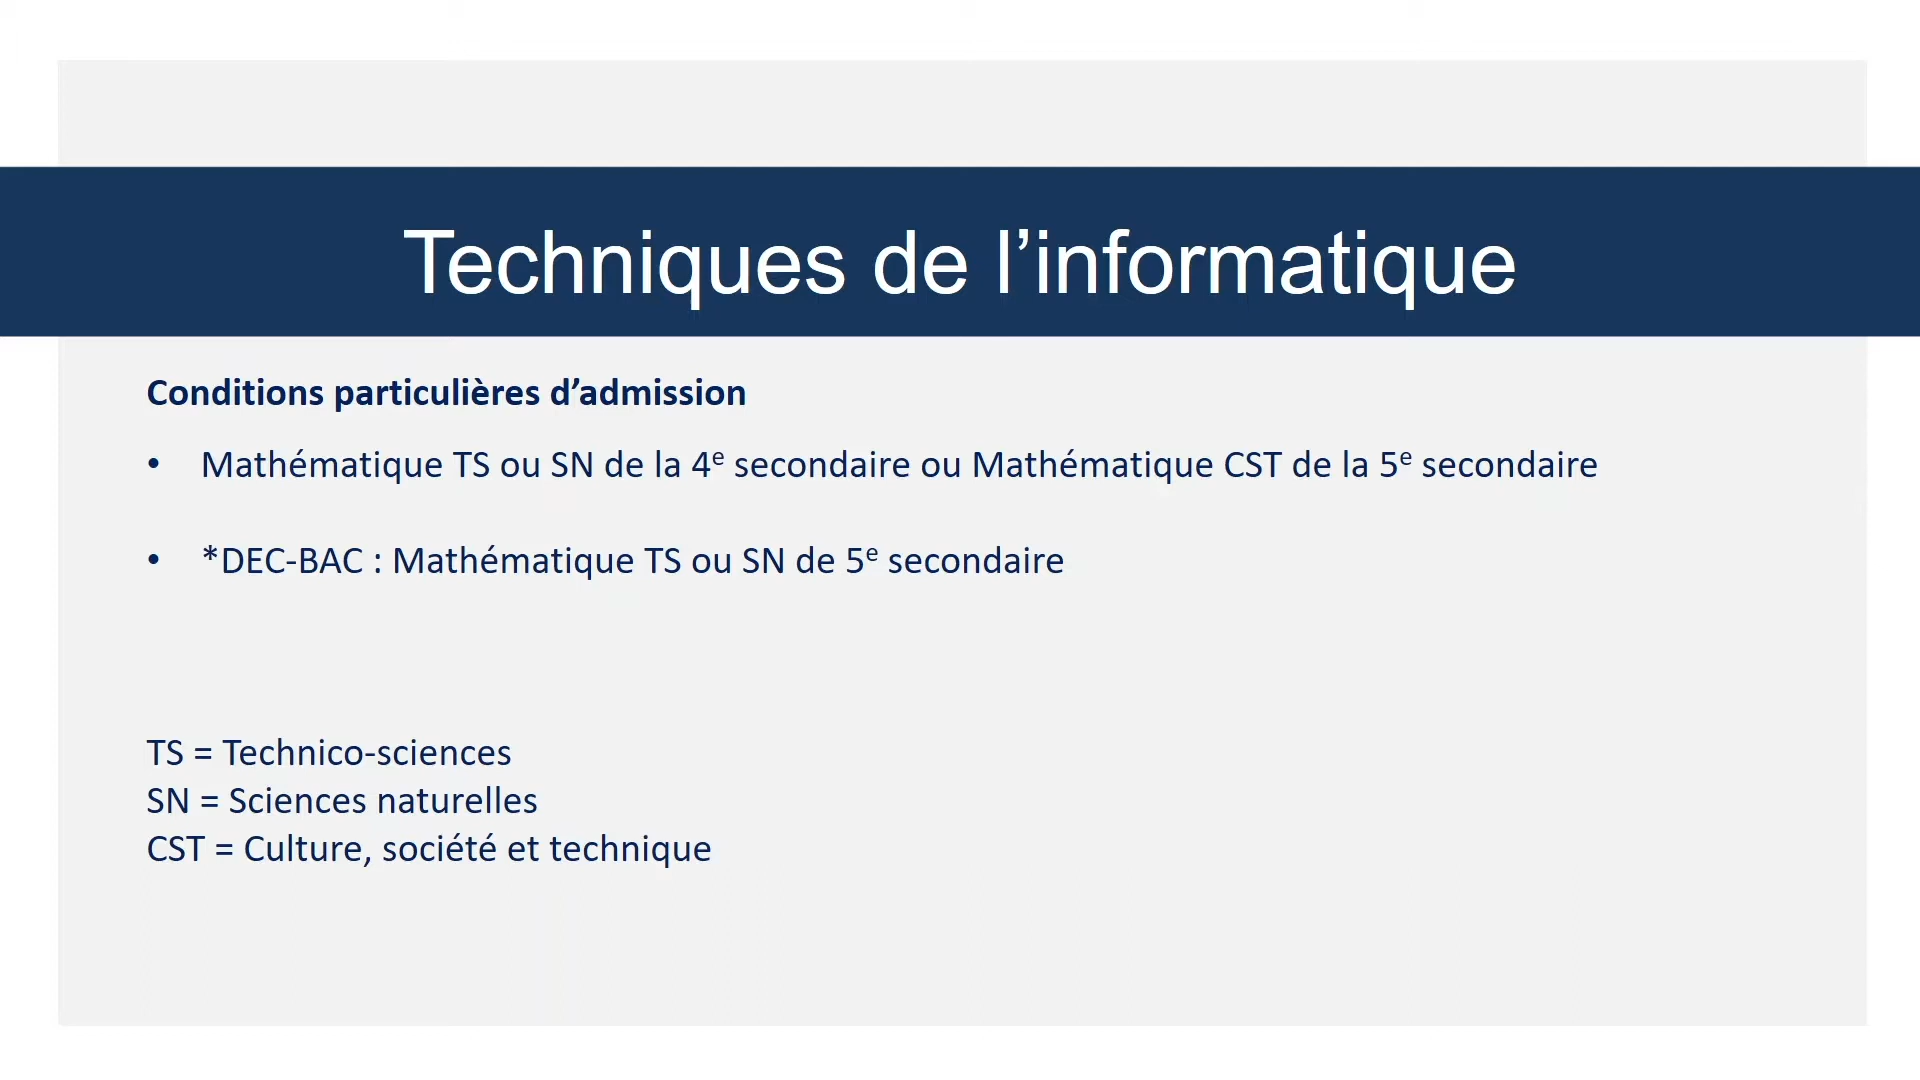 Techniques de l’informatique
Conditions particulières d’admission
• Mathématique TS ou SN de la 4e secondaire ou Mathématique CST de la 5e secondaire
• *DEC-BAC : Mathématique TS ou SN de 5e secondaire
TS = Technico-sciences
SN = Sciences naturelles
CST = Culture, société et technique